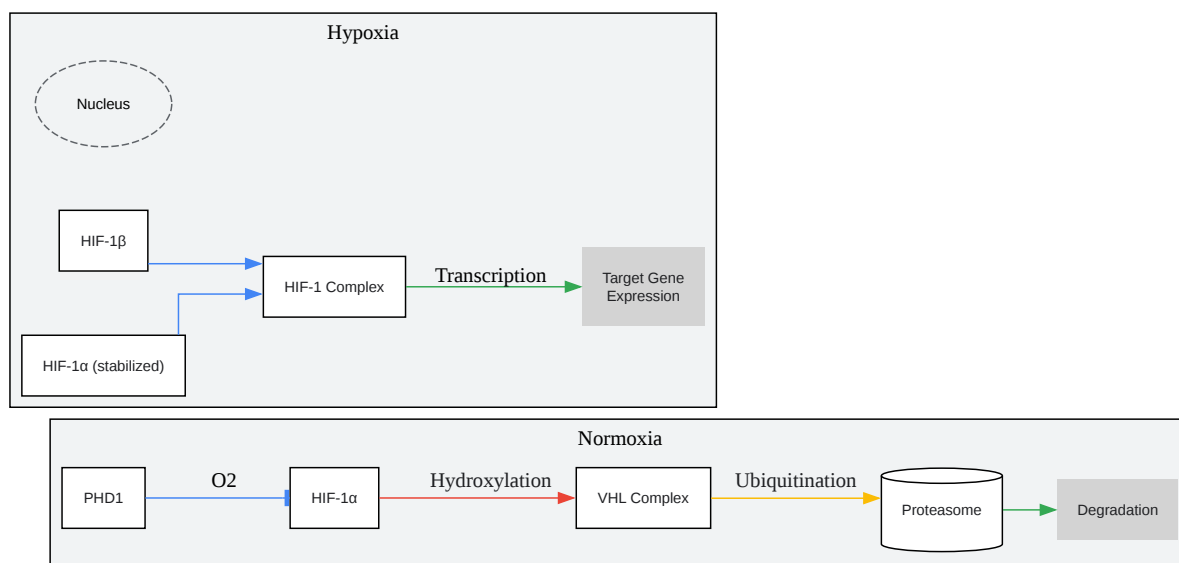 Hypoxia
Nucleus
HIF-1β
HIF-1 Complex
Transcription
Target Gene
Expression
HIF-1α (stabilized)
Normoxia
PHD1
O2
HIF-1α
Hydroxylation
VHL Complex
Ubiquitination
Proteasome
Degradation